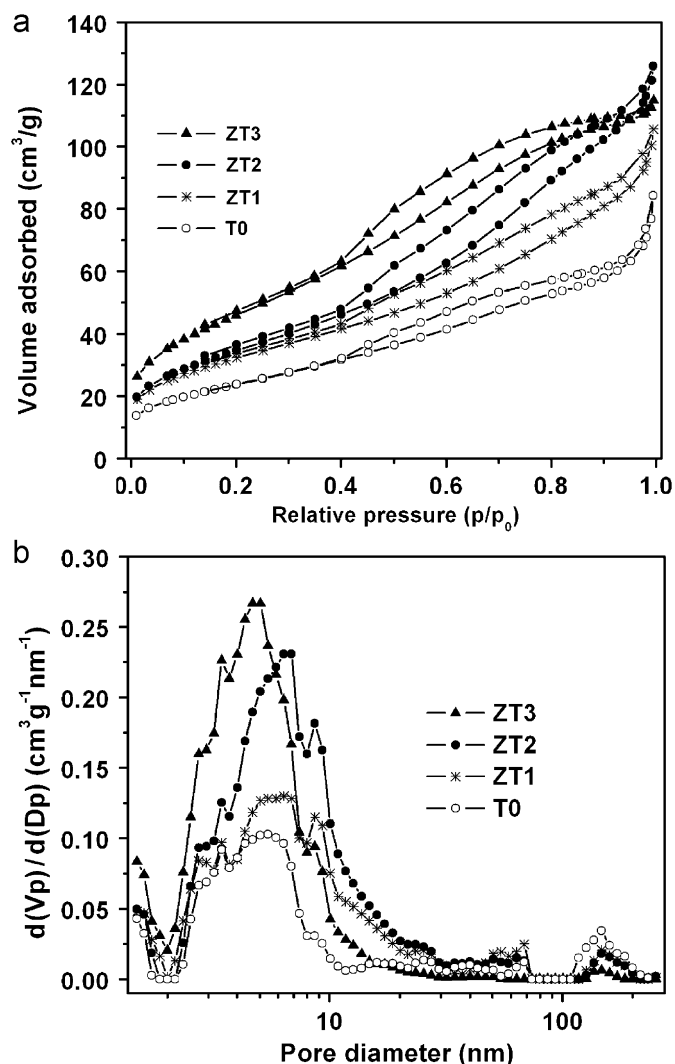 a
140
120
100
80
60
40
20
0
Volume adsorbed (cm³/g)
ZT3
ZT2
ZT1
T0
0.0 0.2 0.4 0.6 0.8 1.0
Relative pressure (p/p₀)
b
0.30
0.25
0.20
0.15
0.10
0.05
0.00
d(Vp)/d(Dp) (cm³g⁻¹nm⁻¹)
ZT3
ZT2
ZT1
T0
10 100
Pore diameter (nm)